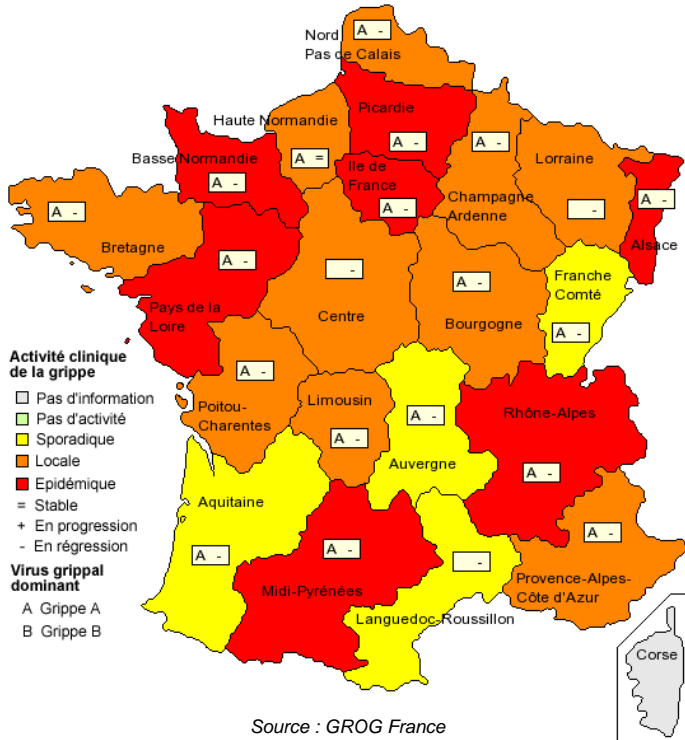 Nord
A -
Pas de Calais
Picardie
Haute Normandie
A -
A -
Basse Normandie
A =
Lorraine
Ile de
France
A -
A -
A -
Champagne
Ardenne
A -
-
Bretagne
Alsace
A -
-
A -
Franche
Comté
Pays de la
Loire
Centre
Bourgogne
A -
Activité clinique
de la grippe
Pas d'information
Pas d'activité
Sporadique
Locale
Epidémique
= Stable
+ En progression
- En régression
Virus grippal
dominant
A Grippe A
B Grippe B
A -
Poitou-
Charentes
Limousin
A -
A -
Auvergne
Rhône-Alpes
A -
Aquitaine
A -
A -
Midi-Pyrénées
-
Languedoc-Roussillon
A -
Provence-Alpes-
Côte d'Azur
Corse
Source : GROG France